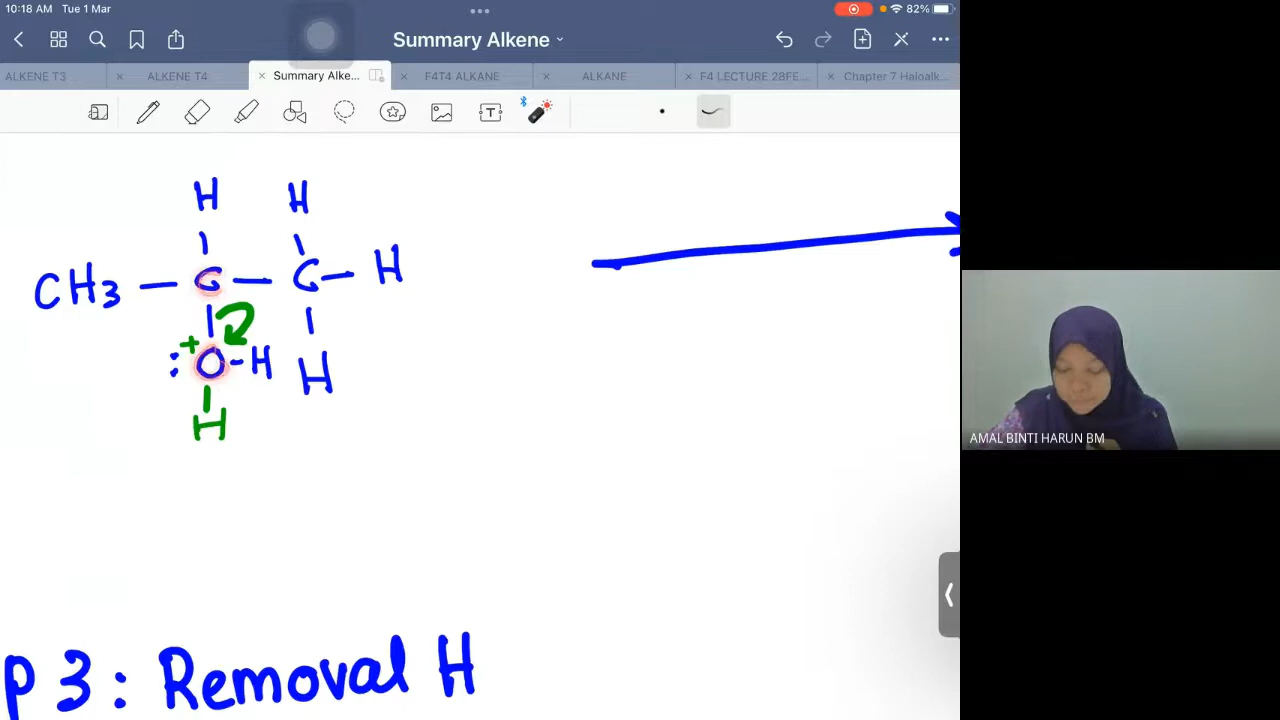 10:18 AM Tue 1 Mar
82%
Summary Alkene
ALKENE T3
ALKENE T4
Summary Alke...
F4T4 ALKANE
ALKANE
F4 LECTURE 28FE...
Chapter 7 Haloalk...
T
H H
CH3 — C — C — H
+
: O - H H
H
AMAL BINTI HARUN BM
P 3 : Removal H